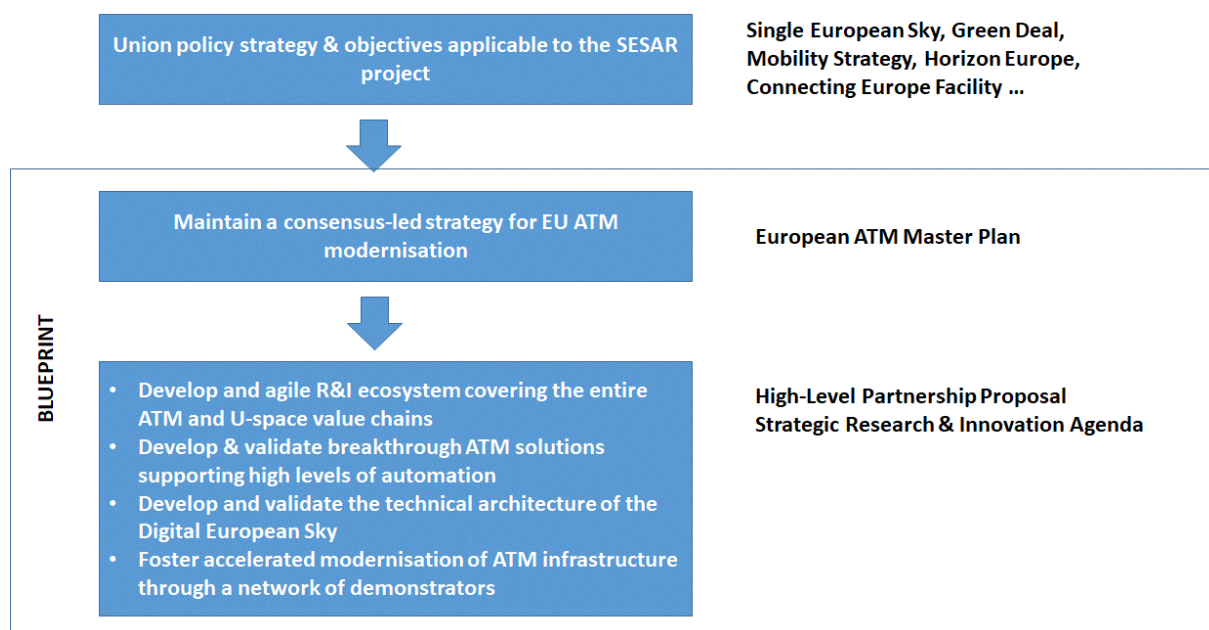 Union policy strategy & objectives applicable to the SESAR
project
Single European Sky, Green Deal,
Mobility Strategy, Horizon Europe,
Connecting Europe Facility ...
BLUEPRINT
Maintain a consensus-led strategy for EU ATM
modernisation
European ATM Master Plan
• Develop and agile R&I ecosystem covering the entire
ATM and U-space value chains
• Develop & validate breakthrough ATM solutions
supporting high levels of automation
• Develop and validate the technical architecture of the
Digital European Sky
• Foster accelerated modernisation of ATM infrastructure
through a network of demonstrators
High-Level Partnership Proposal
Strategic Research & Innovation Agenda